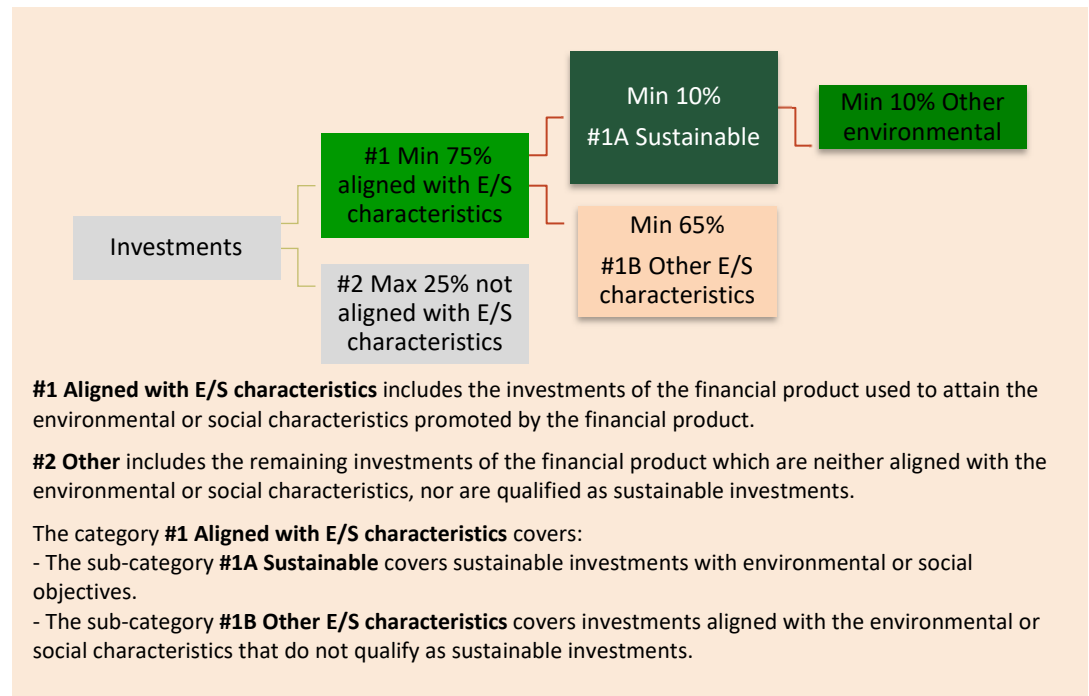 Investments
#1 Min 75%
aligned with E/S
characteristics
#2 Max 25% not
aligned with E/S
characteristics
Min 10%
#1A Sustainable
Min 65%
#1B Other E/S
characteristics
Min 10% Other
environmental
#1 Aligned with E/S characteristics includes the investments of the financial product used to attain the
environmental or social characteristics promoted by the financial product.
#2 Other includes the remaining investments of the financial product which are neither aligned with the
environmental or social characteristics, nor are qualified as sustainable investments.
The category #1 Aligned with E/S characteristics covers:
- The sub-category #1A Sustainable covers sustainable investments with environmental or social
objectives.
- The sub-category #1B Other E/S characteristics covers investments aligned with the environmental or
social characteristics that do not qualify as sustainable investments.